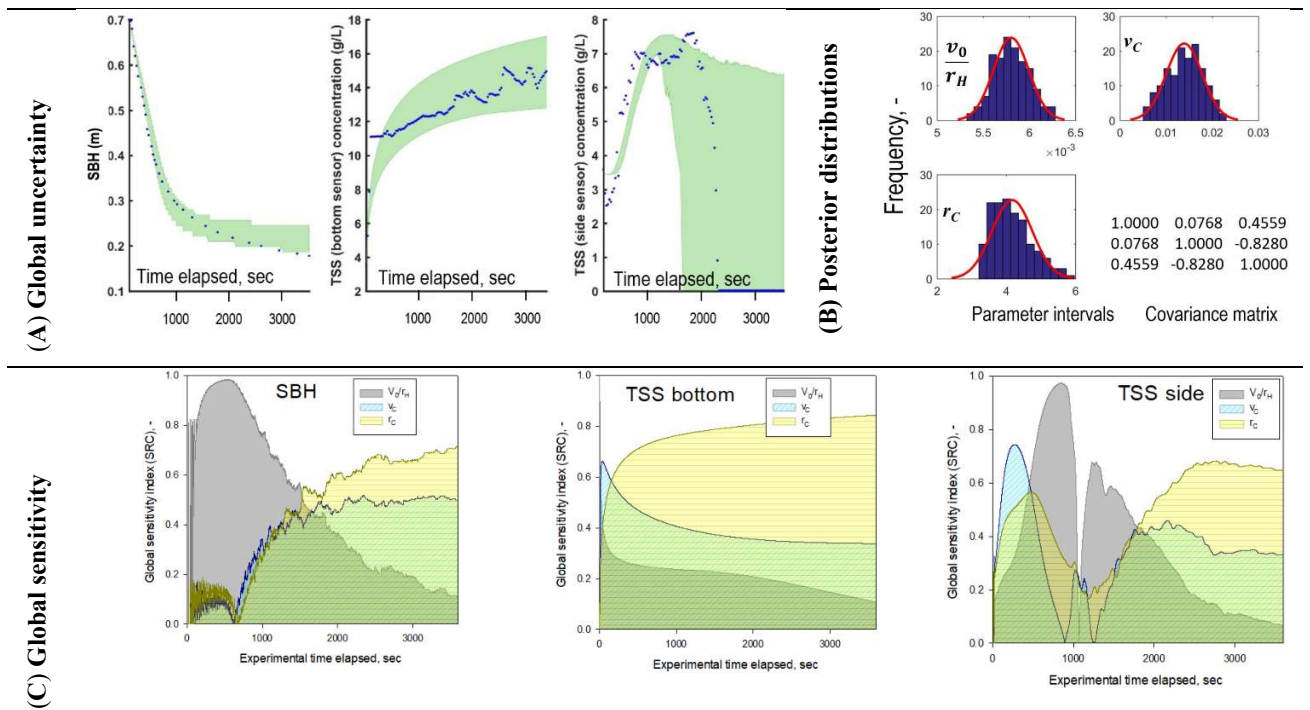 (A) Global uncertainty
0.7
0.6
0.5
0.4
0.3
0.2
0.1
SBH (m)
Time elapsed, sec
1000 2000 3000
18
16
14
12
10
8
6
4
2
TSS (bottom sensor) concentration (g/L)
Time elapsed, sec
1000 2000 3000
8
7
6
5
4
3
2
1
0
TSS (side sensor) concentration (g/L)
Time elapsed, sec
1000 2000 3000
(B) Posterior distributions
Frequency, -
30
20
10
0
v0
rH
5 5.5 6 6.5
×10-3
30
20
10
0
vC
0 0.01 0.02 0.03
30
20
10
0
rC
2 4 6
1.0000 0.0768 0.4559
0.0768 1.0000 -0.8280
0.4559 -0.8280 1.0000
Parameter intervals
Covariance matrix
(C) Global sensitivity
1.0
0.8
0.6
0.4
0.2
0.0
Global sensitivity index (SRC), -
SBH
V0/rH
vC
rC
0 1000 2000 3000
Experimental time elapsed, sec
1.0
0.8
0.6
0.4
0.2
0.0
Global sensitivity index (SRC), -
TSS bottom
V0/rH
vC
rC
0 1000 2000 3000
Experimental time elapsed, sec
1.0
0.8
0.6
0.4
0.2
0.0
Global sensitivity index (SRC), -
TSS side
V0/rH
vC
rC
0 1000 2000 3000
Experimental time elapsed, sec